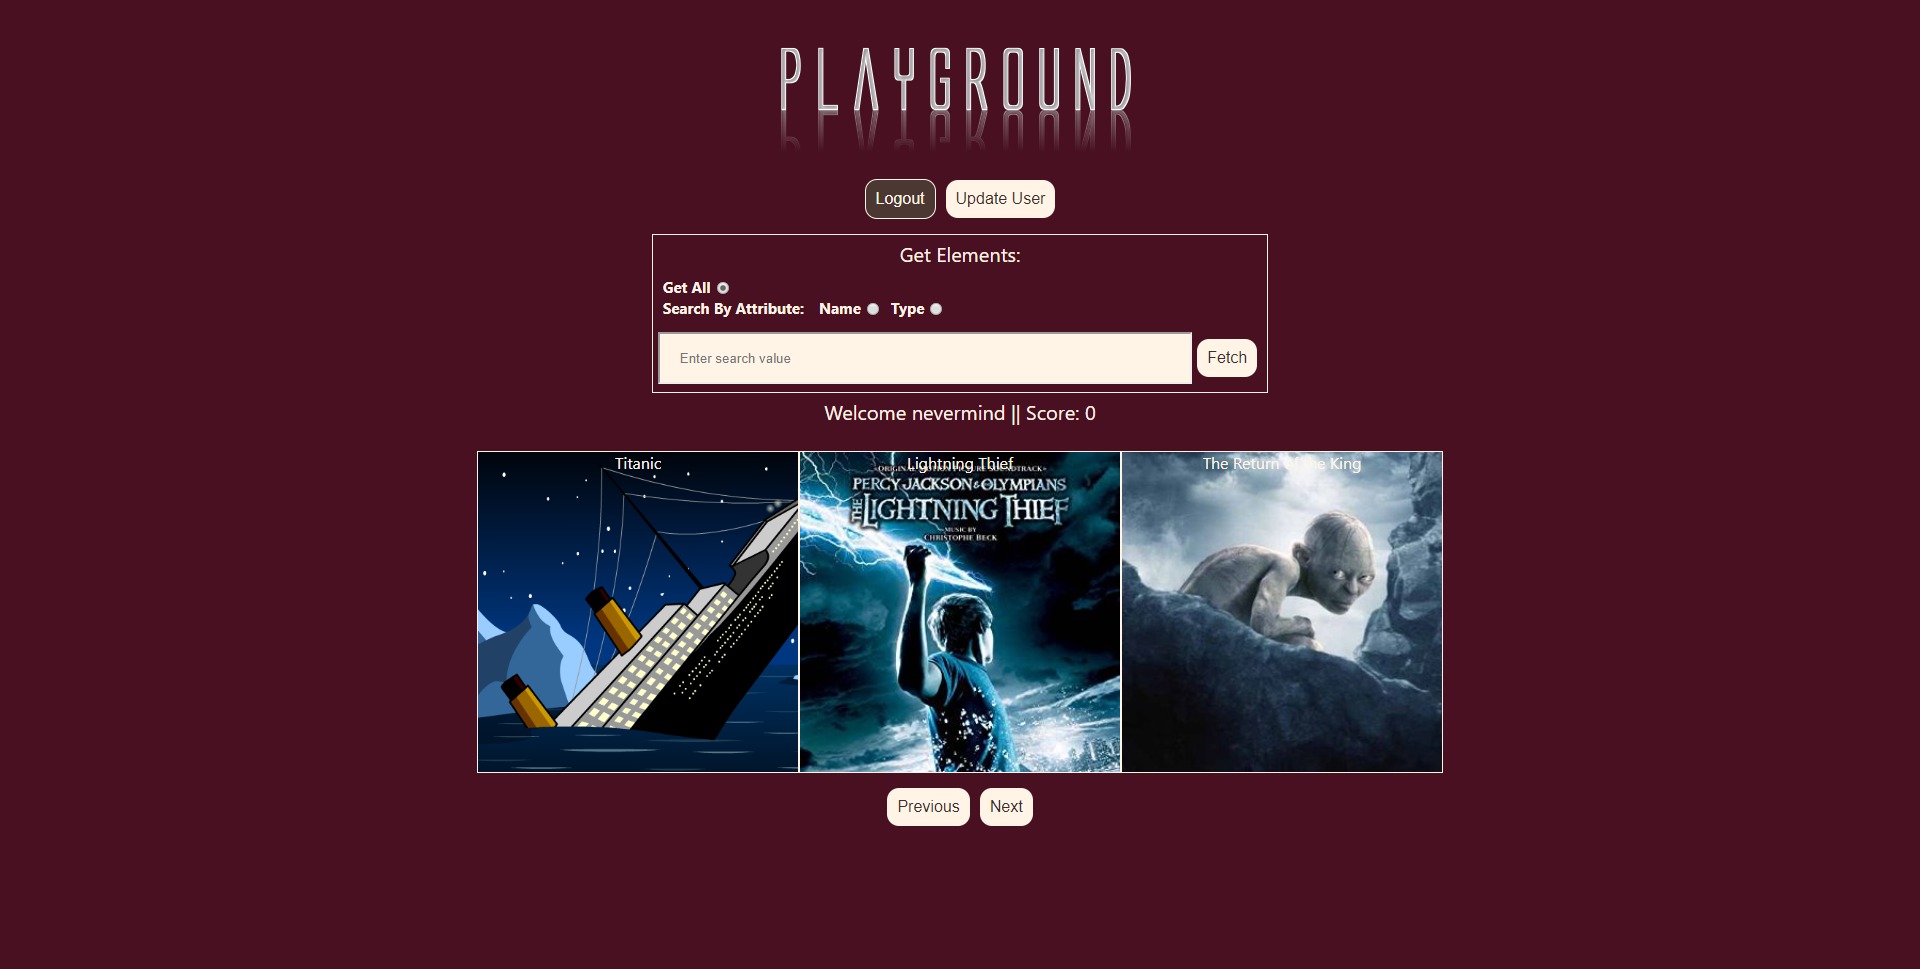 PLAYGROUND
Logout Update User
Get Elements:
Get All
Search By Attribute: Name Type
Enter search value Fetch
Welcome nevermind || Score: 0
Titanic
Lightning Thief
ORIGINAL MOTION PICTURE SOUNDTRACK
PERCY JACKSON & OLYMPIANS
THE LIGHTNING THIEF
MUSIC BY
CHRISTOPHE BECK
The Return of the King
Previous Next